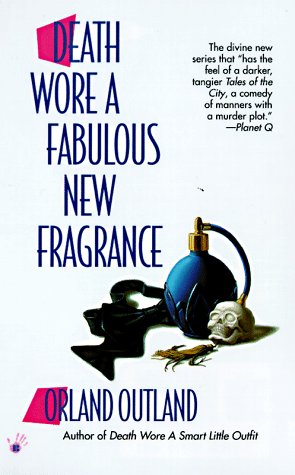 DEATH
WORE A
FABULOUS
NEW
FRAGRANCE
The divine new
series that "has the
feel of a darker,
tangier Tales of the
City, a comedy
of manners with
a murder plot."
—Planet Q
ORLAND OUTLAND
Author of Death Wore A Smart Little Outfit